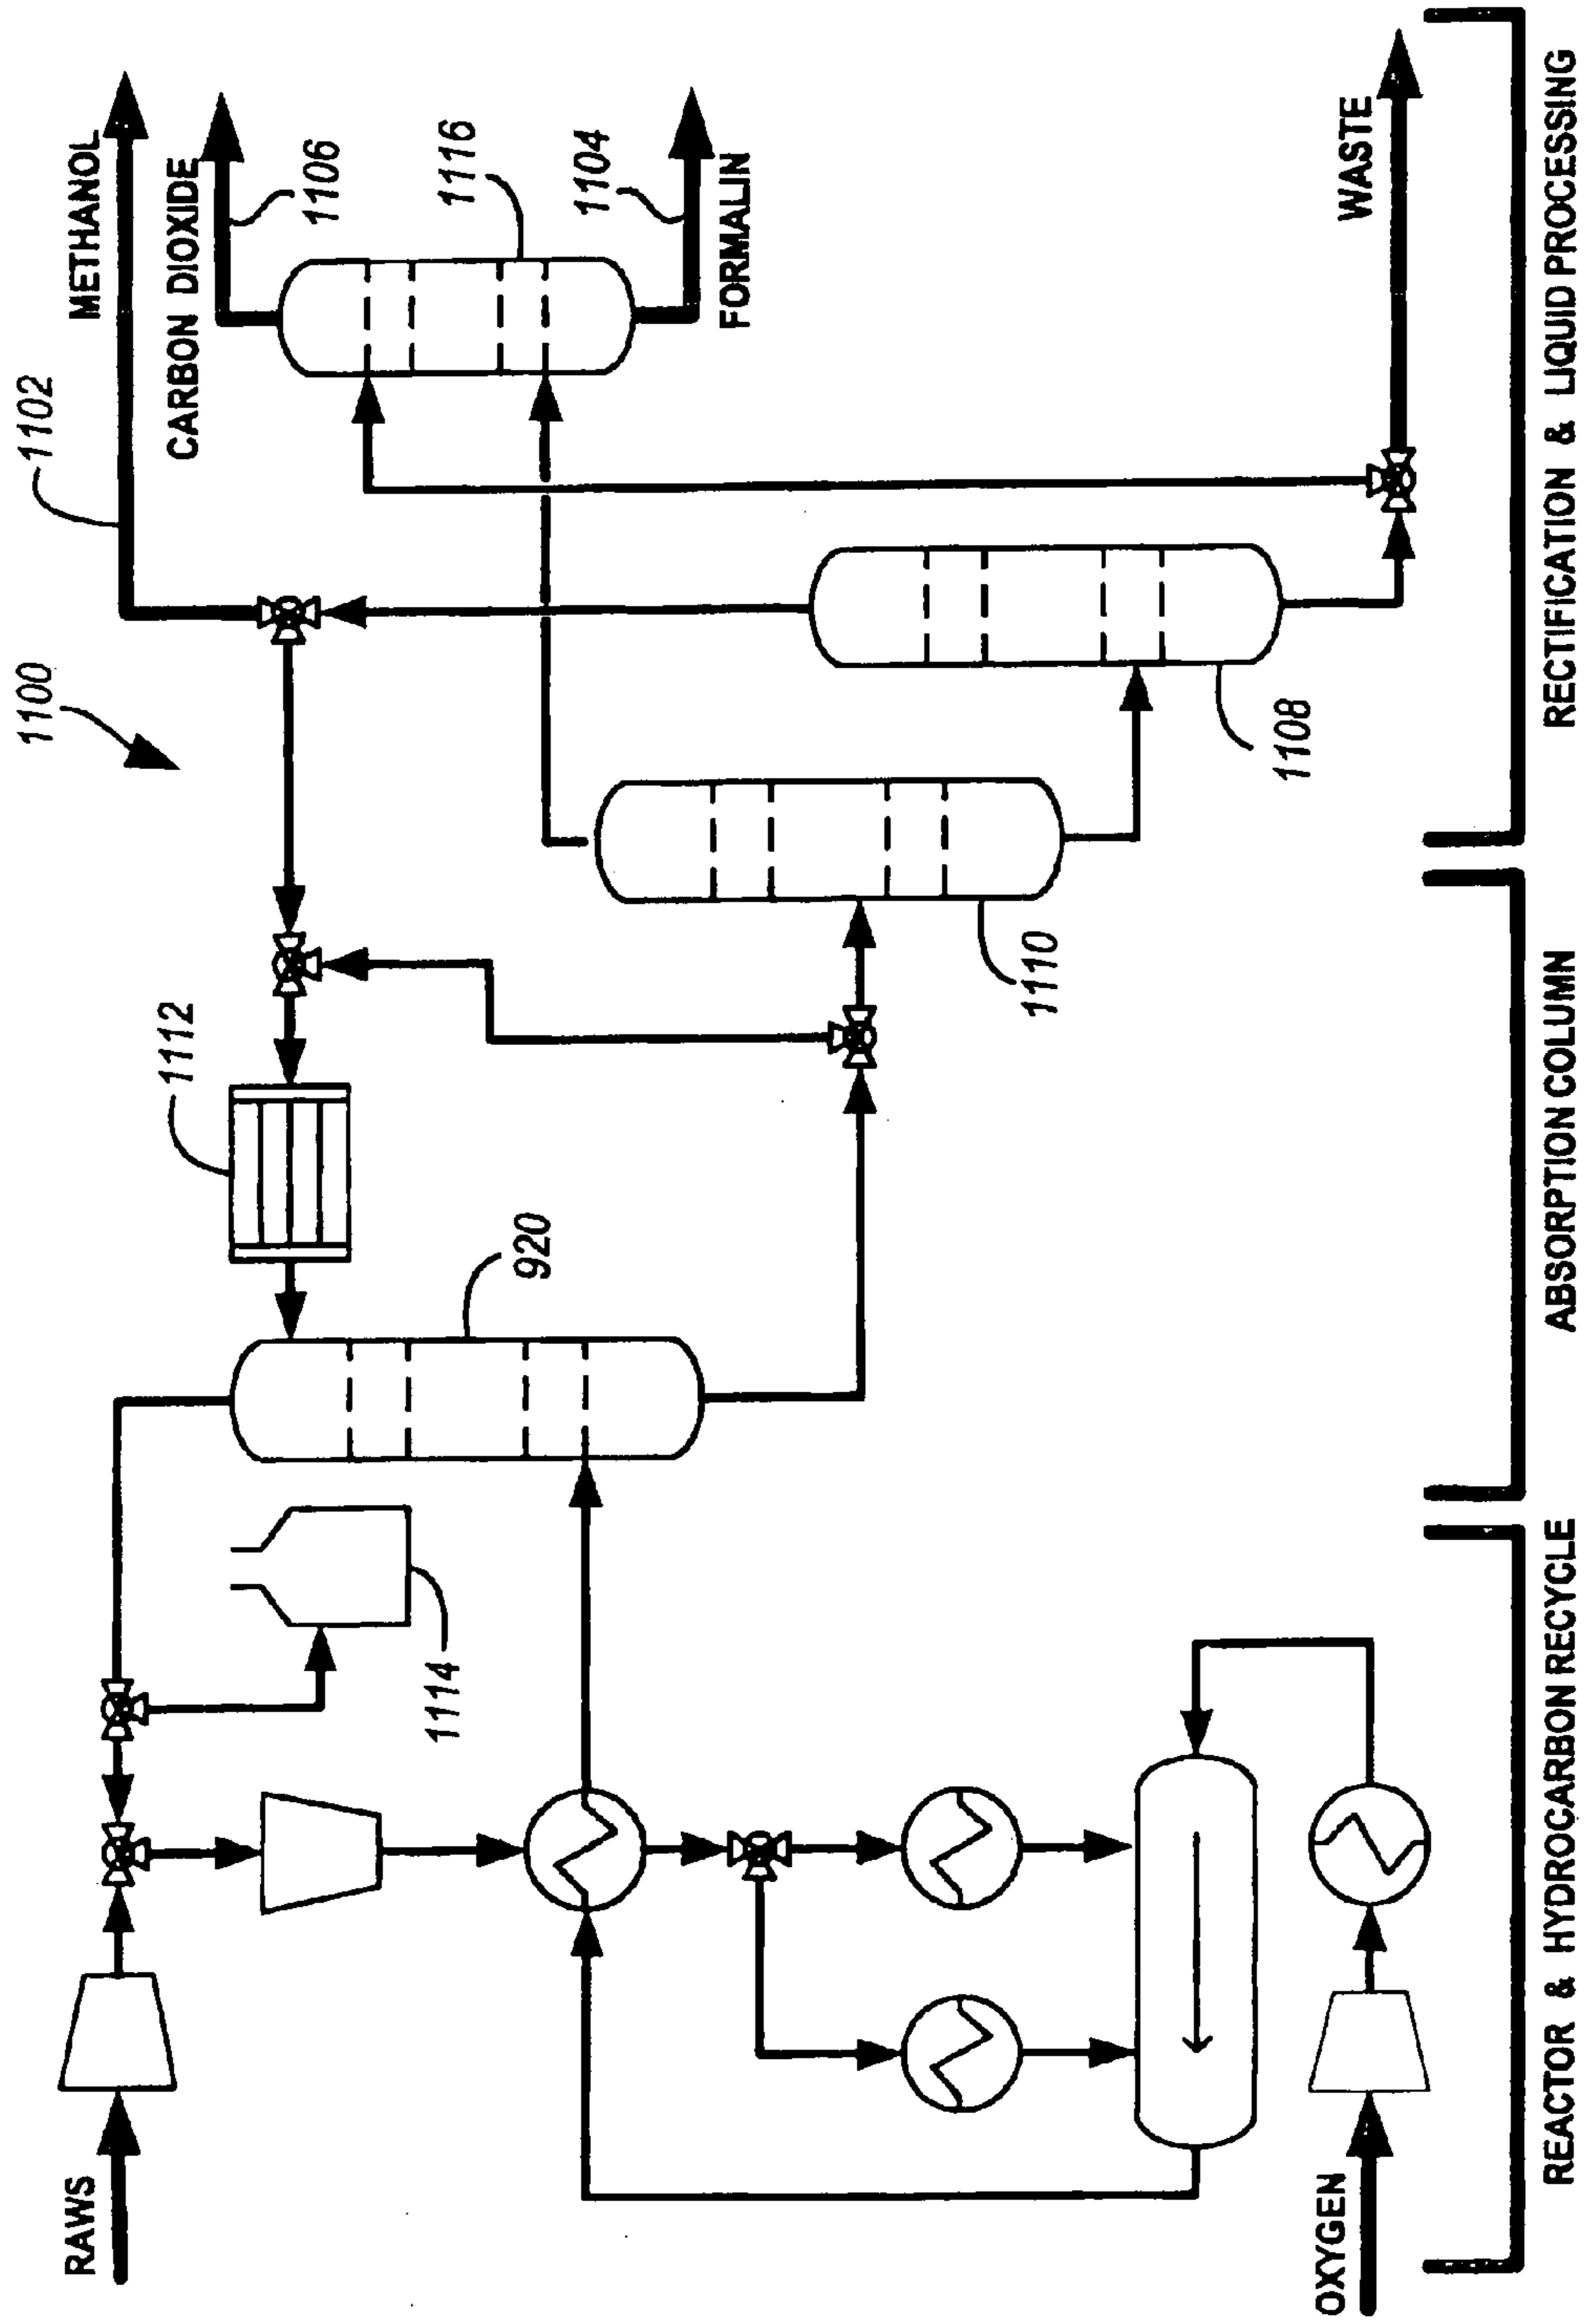 1100
1102
METHANOL
CARBON DIOXIDE
1106
1116
1104
FORMALIN
1112
920
1114
1110
1108
RAWS
OXYGEN
WASTE
REACTOR & HYDROCARBON RECYCLE
ABSORPTION COLUMN
RECTIFICATION & LIQUID PROCESSING